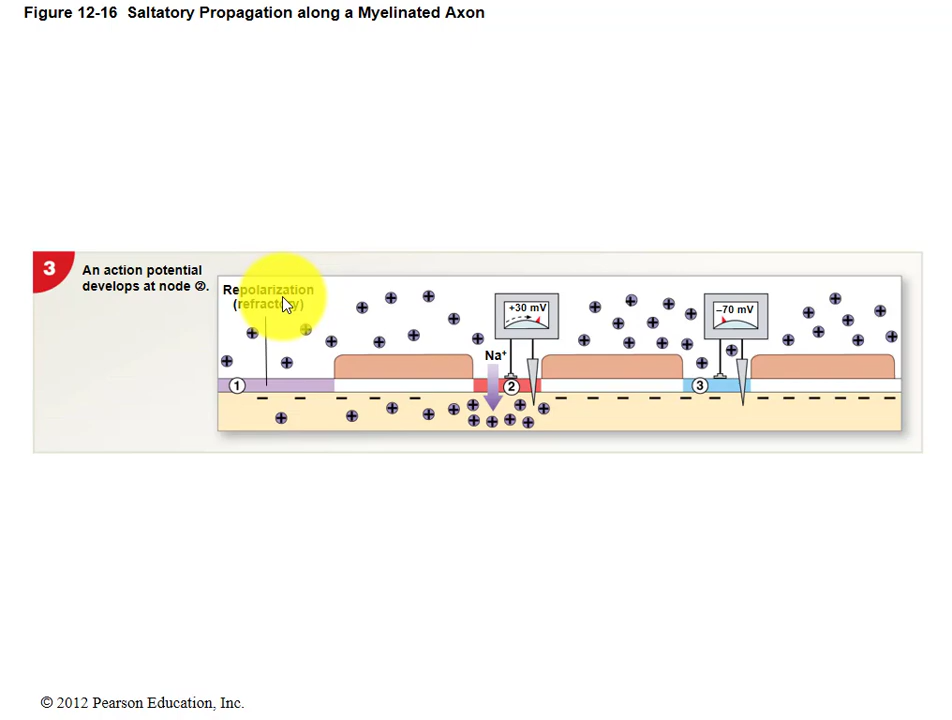 Figure 12-16 Saltatory Propagation along a Myelinated Axon
3
An action potential
develops at node ②.
Repolarization
(refractory)
+30 mV
–70 mV
Na⁺
1
2
3
© 2012 Pearson Education, Inc.